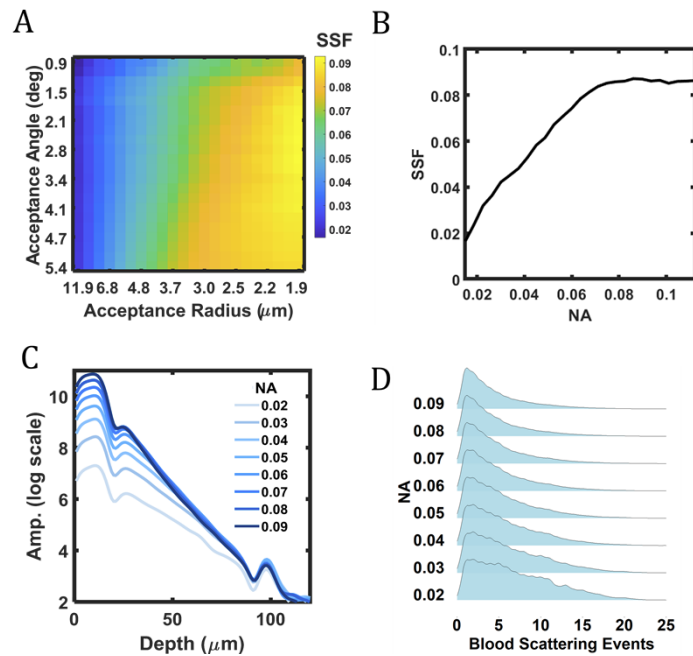 A
SSF
Acceptance Angle (deg)
0.9
1.5
2.1
2.8
3.4
4.1
4.7
5.4
11.9 6.8 4.8 3.7 3.0 2.5 2.2 1.9
Acceptance Radius (μm)
0.09
0.08
0.07
0.06
0.05
0.04
0.03
0.02
B
SSF
0.1
0.08
0.06
0.04
0.02
0
0.02 0.04 0.06 0.08 0.1
NA
C
Amp. (log scale)
10
8
6
4
2
0 50 100
Depth (μm)
NA
0.02
0.03
0.04
0.05
0.06
0.07
0.08
0.09
D
NA
0.09
0.08
0.07
0.06
0.05
0.04
0.03
0.02
0 5 10 15 20 25
Blood Scattering Events